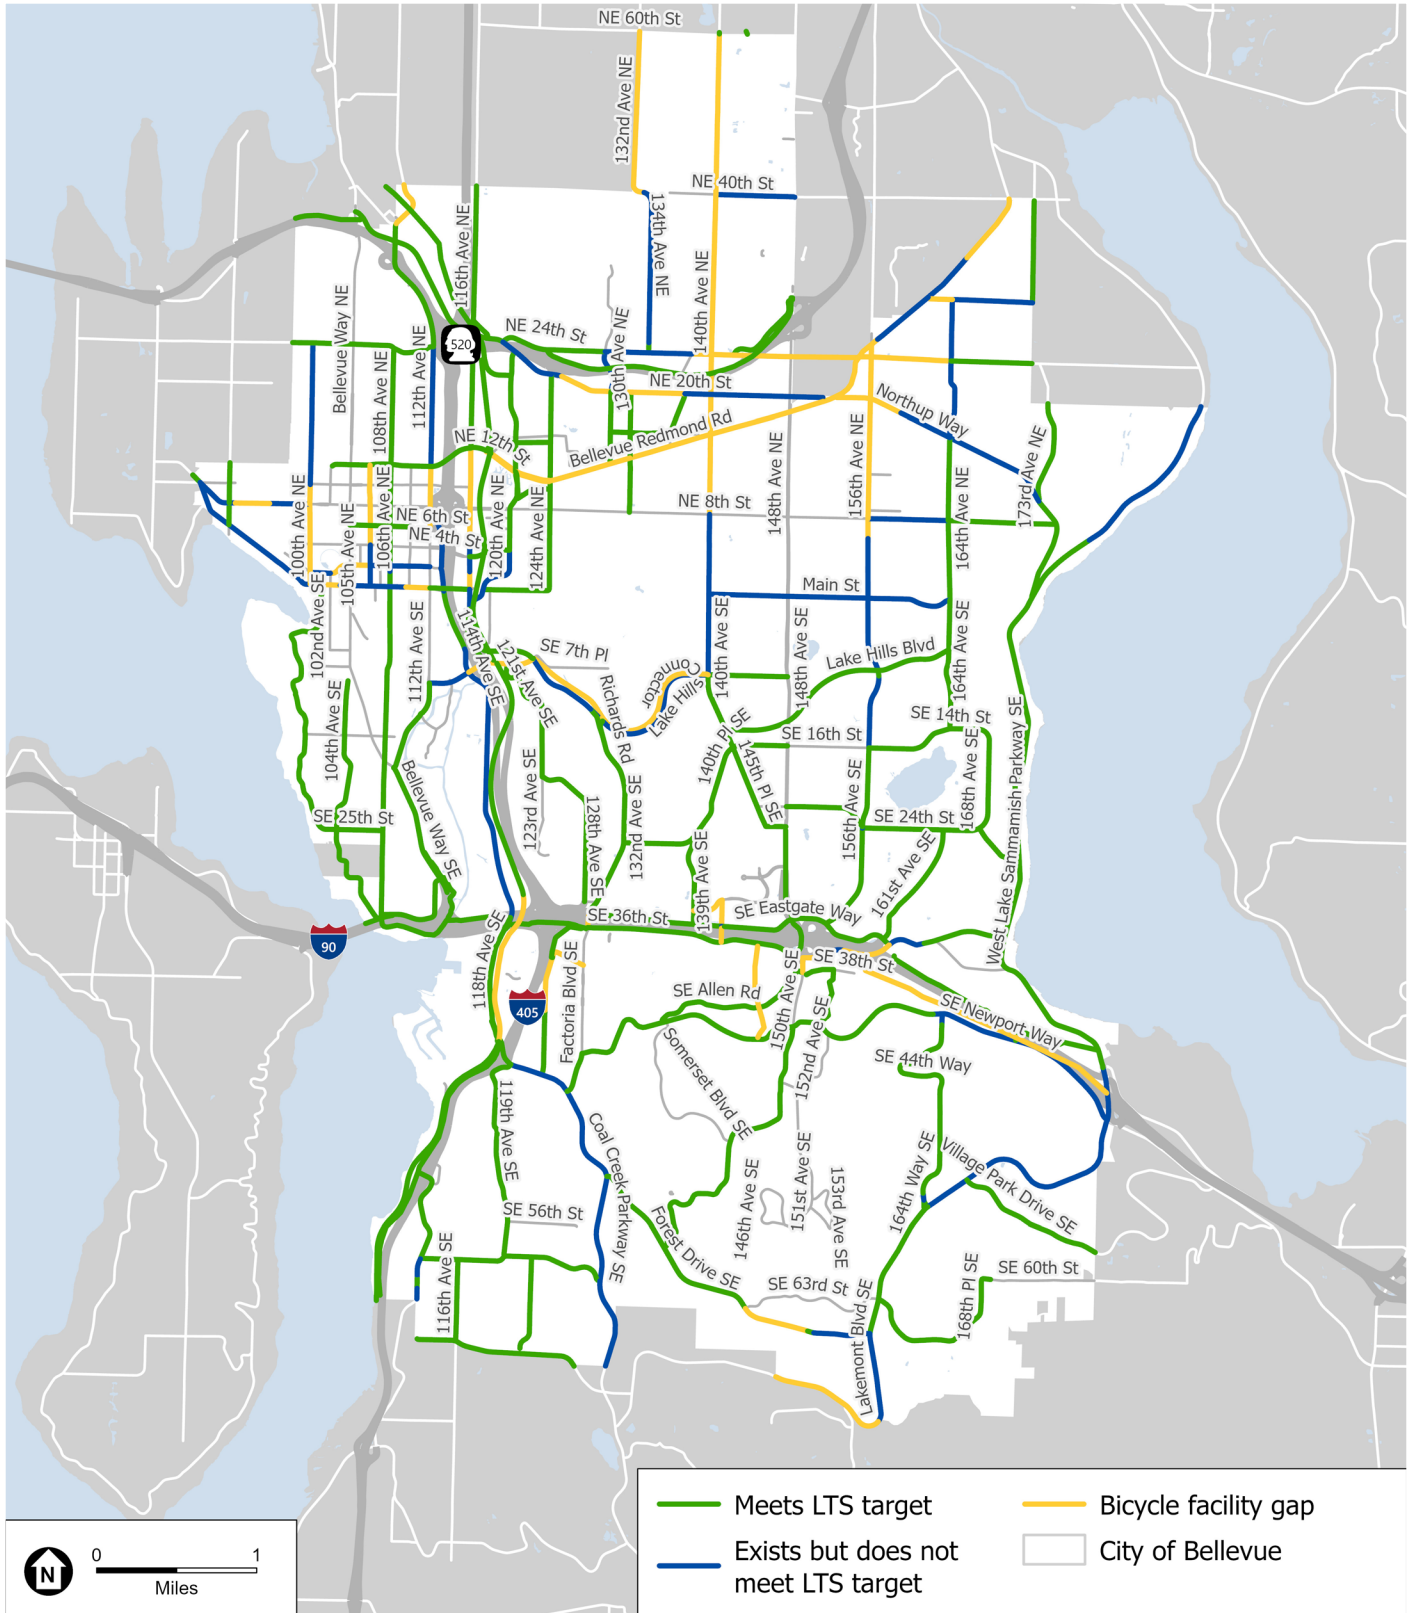 NE 60th St
132nd Ave NE
NE 40th St
134th Ave NE
116th Ave NE
140th Ave NE
Bellevue Way NE
NE 24th St
520
112th Ave NE
108th Ave NE
130th Ave NE
NE 20th St
Northup Way
NE 12th St
Bellevue Redmond Rd
173rd Ave NE
148th Ave NE
156th Ave NE
164th Ave NE
100th Ave NE
105th Ave NE
106th Ave NE
NE 8th St
NE 6th St
NE 4th St
120th Ave NE
124th Ave NE
Main St
102nd Ave SE
112th Ave SE
114th Ave SE
121st Ave SE
SE 7th Pl
Richards Rd
Lake Hills
Connector
140th Ave SE
148th Ave SE
Lake Hills Blvd
164th Ave SE
SE 14th St
104th Ave SE
SE 16th St
140th Pl SE
145th Pl SE
168th Ave SE
West Lake Sammamish Parkway SE
Bellevue Way SE
123rd Ave SE
128th Ave SE
132nd Ave SE
156th Ave SE
SE 24th St
SE 25th St
139th Ave SE
161st Ave SE
SE 36th St
SE Eastgate Way
90
118th Ave SE
Factoria Blvd SE
405
SE 38th St
150th Ave SE
SE Allen Rd
152nd Ave SE
SE Newport Way
Somerset Blvd SE
SE 44th Way
119th Ave SE
Coal Creek Parkway SE
146th Ave SE
151st Ave SE
153rd Ave SE
164th Way SE
Village Park Drive SE
SE 56th St
Forest Drive SE
116th Ave SE
SE 63rd St
168th Pl SE
SE 60th St
Lakemont Blvd SE
Meets LTS target
Bicycle facility gap
Exists but does not
meet LTS target
City of Bellevue
N
0 1
Miles